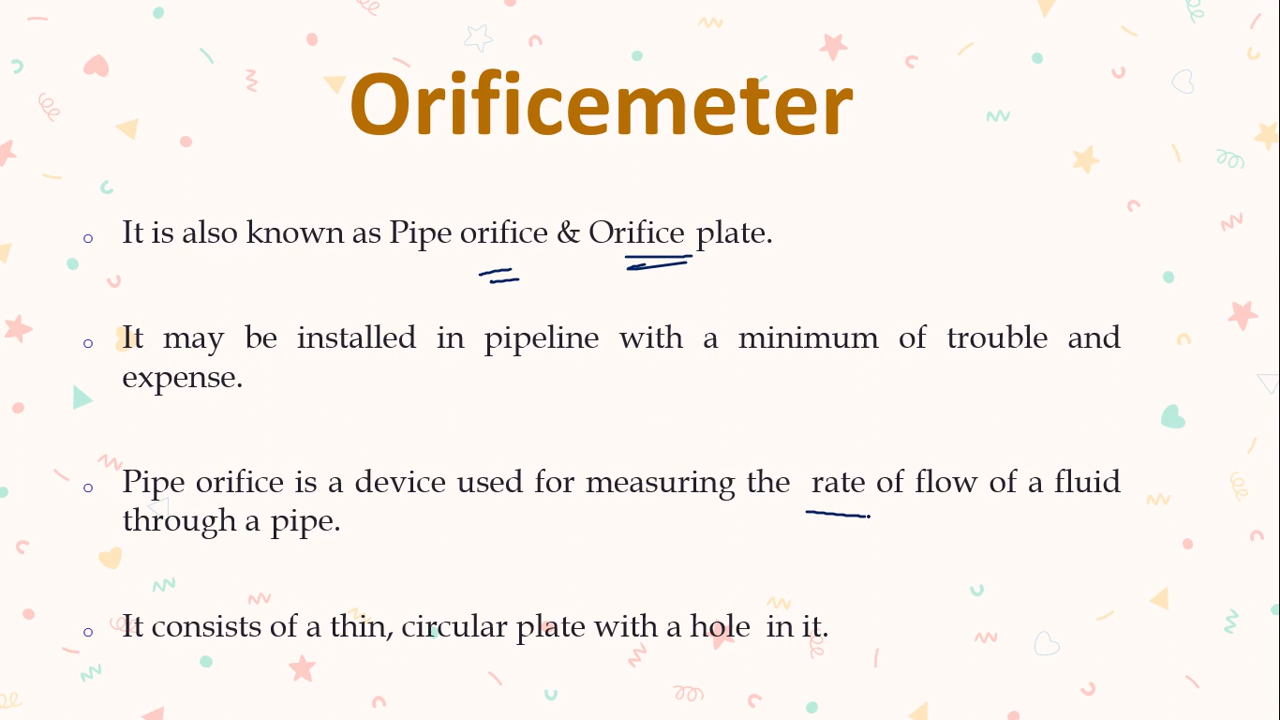 Orificemeter
It is also known as Pipe orifice & Orifice plate.
It may be installed in pipeline with a minimum of trouble and
expense.
Pipe orifice is a device used for measuring the rate of flow of a fluid
through a pipe.
It consists of a thin, circular plate with a hole in it.